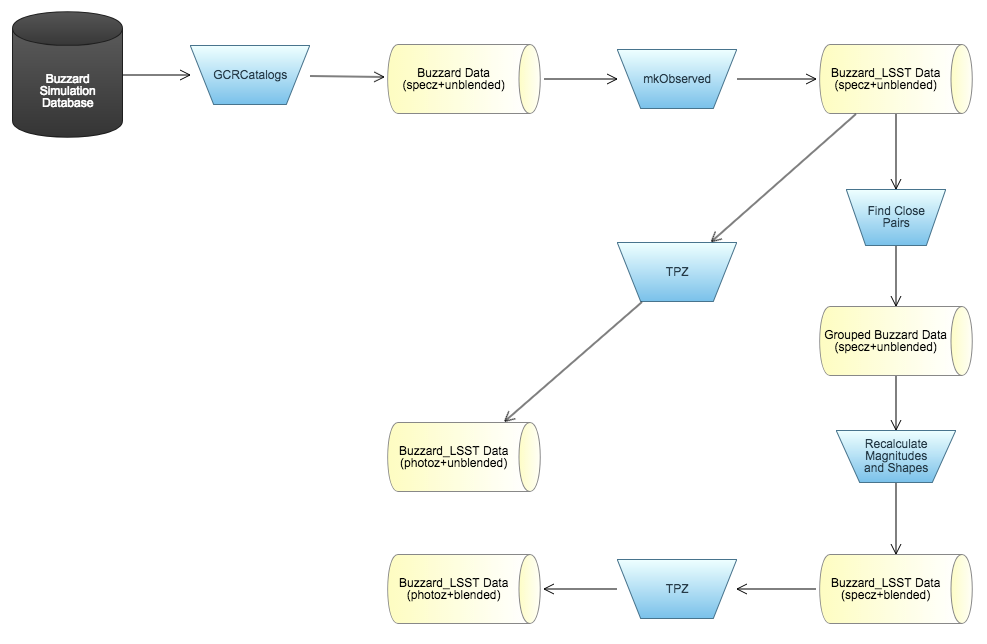 Buzzard
Simulation
Database
GCRCatalogs
Buzzard Data
(specz+unblended)
mkObserved
Buzzard_LSST Data
(specz+unblended)
Find Close
Pairs
TPZ
Grouped Buzzard Data
(specz+unblended)
Buzzard_LSST Data
(photoz+unblended)
Recalculate
Magnitudes
and Shapes
Buzzard_LSST Data
(photoz+blended)
TPZ
Buzzard_LSST Data
(specz+blended)